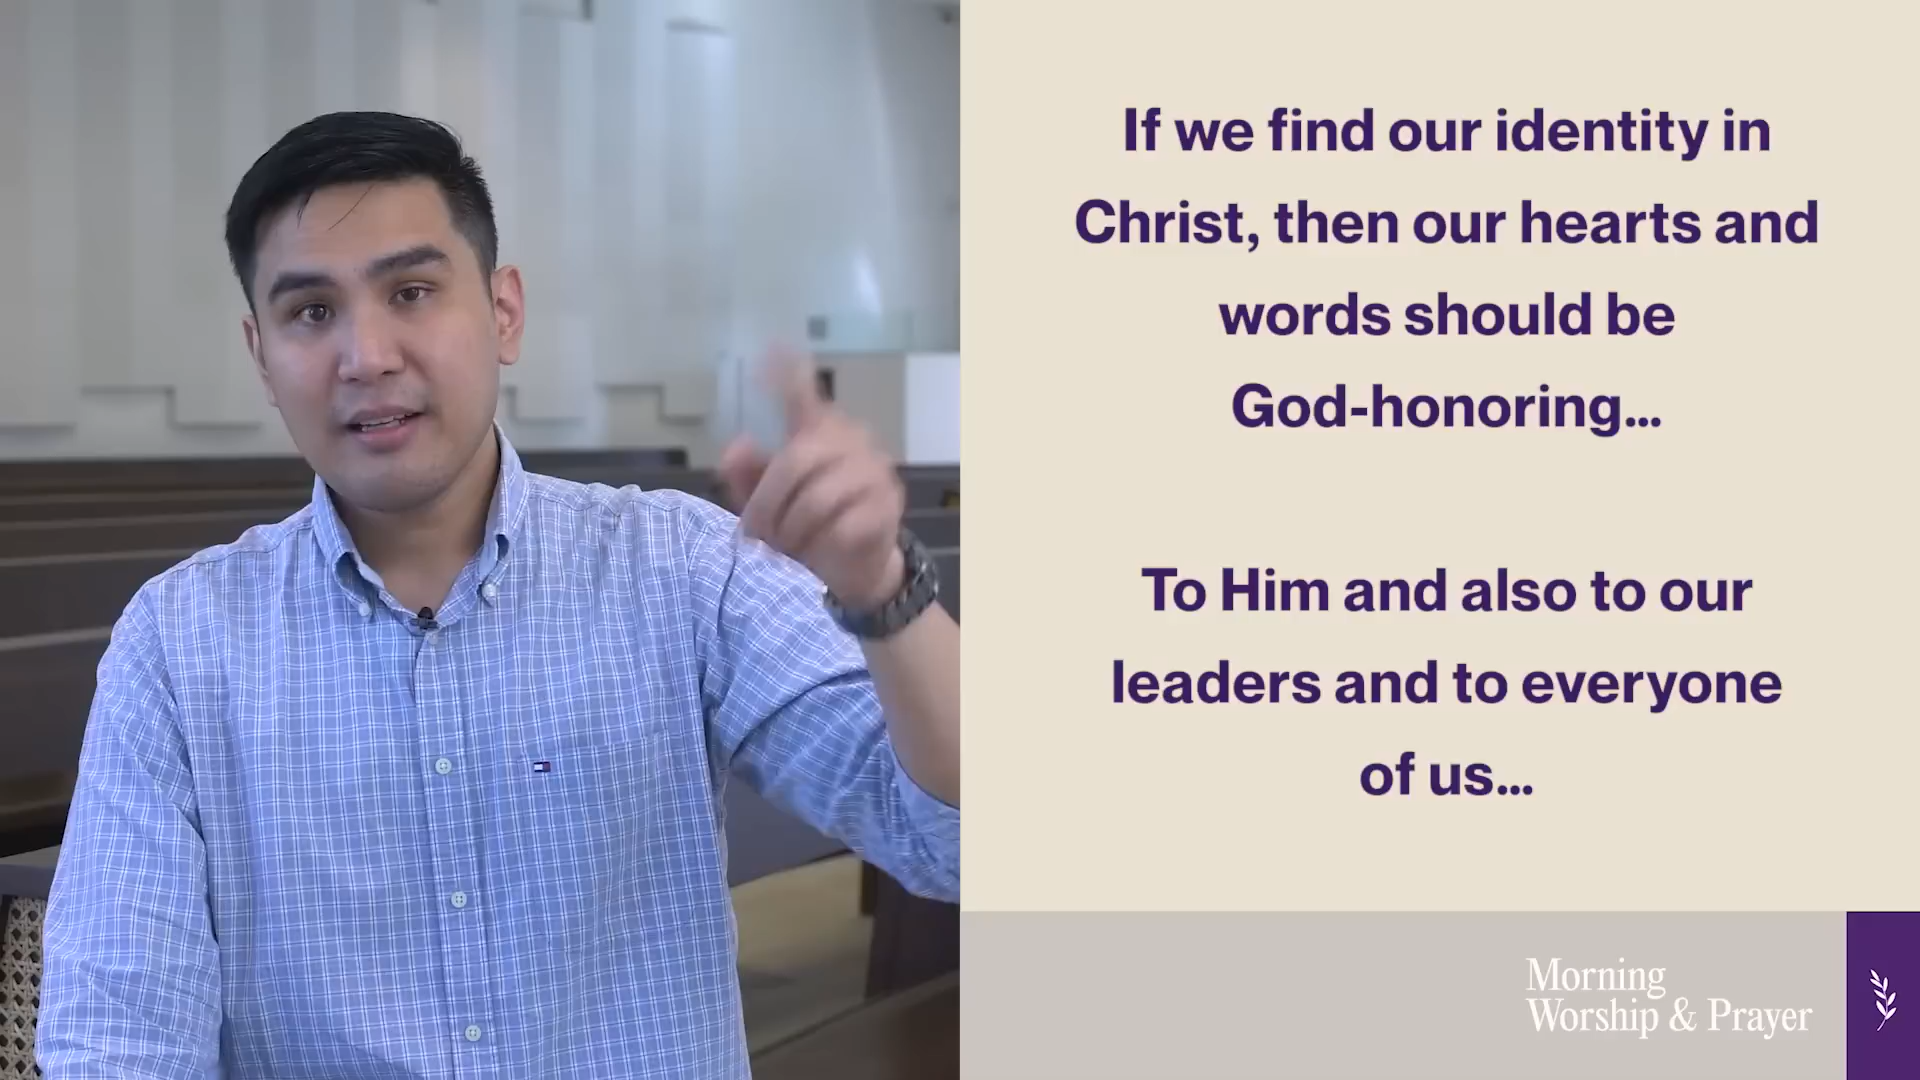 If we find our identity in
Christ, then our hearts and
words should be
God-honoring...
To Him and also to our
leaders and to everyone
of us...
Morning
Worship & Prayer